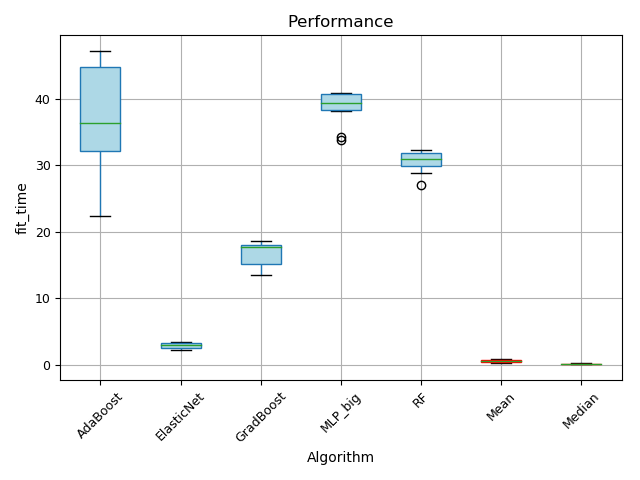 Performance
fit_time
40
30
20
10
0
AdaBoost
ElasticNet
GradBoost
MLP_big
RF
Mean
Median
Algorithm